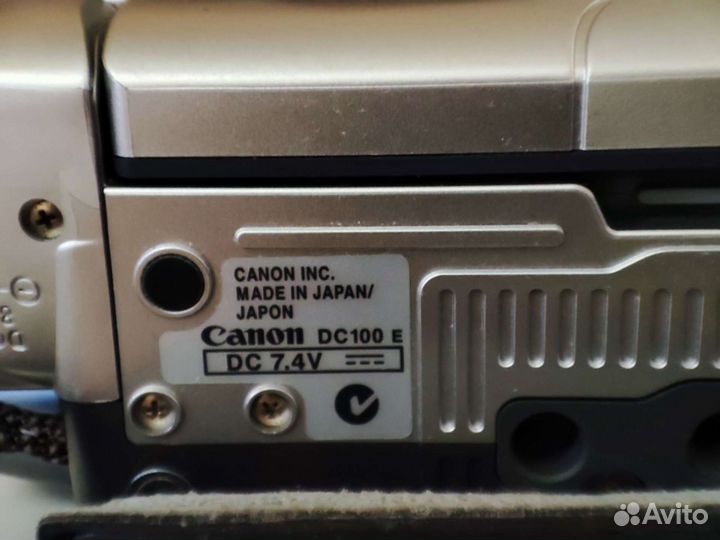 CANON INC.
MADE IN JAPAN/
JAPON
Canon DC100 E
DC 7.4V
Avito